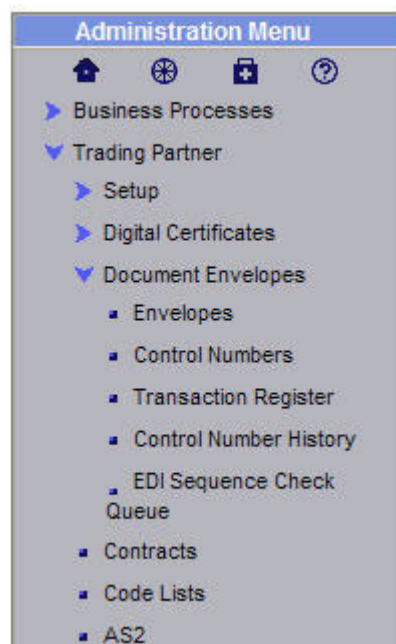 Administration Menu
?
Business Processes
Trading Partner
Setup
Digital Certificates
Document Envelopes
Envelopes
Control Numbers
Transaction Register
Control Number History
EDI Sequence Check
Queue
Contracts
Code Lists
AS2